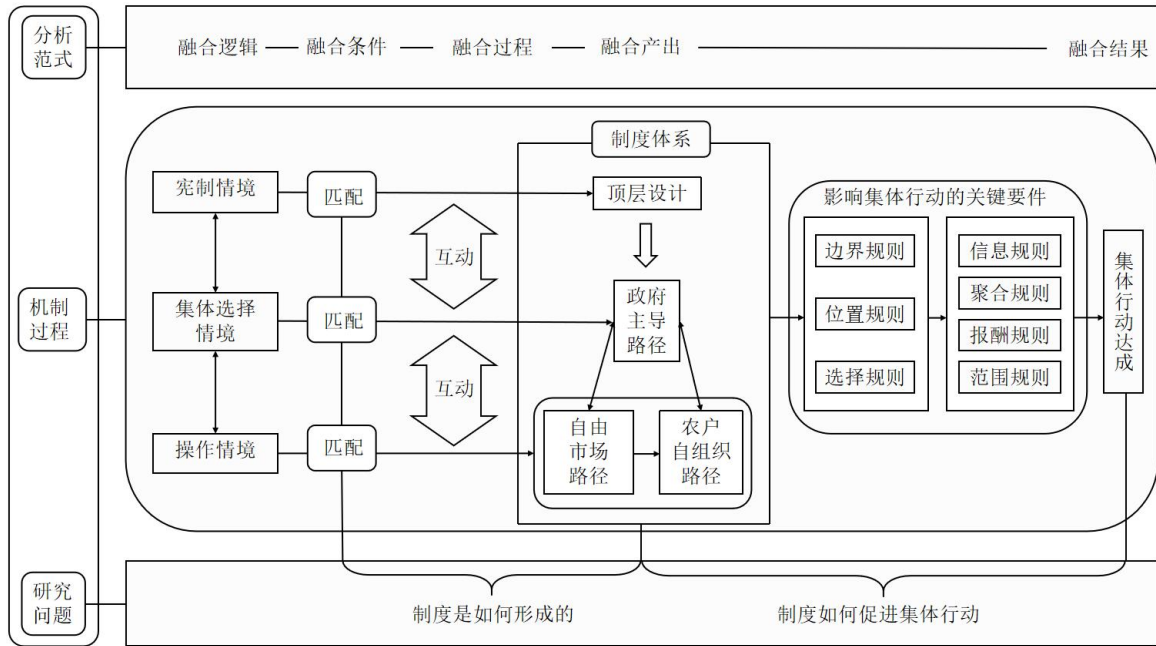 分析
范式
融合逻辑 融合条件 融合过程 融合产出 融合结果
制度体系
宪制情境
匹配
顶层设计
影响集体行动的关键要件
互动
边界规则
信息规则
机制
过程
集体选择
情境
匹配
政府
主导
路径
位置规则
聚合规则
集体行动达成
互动
选择规则
报酬规则
范围规则
操作情境
匹配
自由
市场
路径
农户
自组织
路径
研究
问题
制度是如何形成的
制度如何促进集体行动